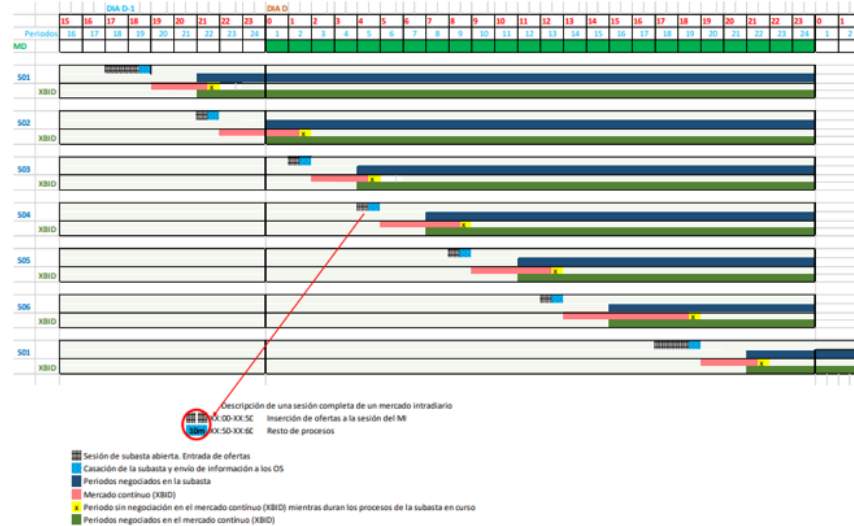 DIA D-1 DIA D
15 16 17 18 19 20 21 22 23 0 1 2 3 4 5 6 7 8 9 10 11 12 13 14 15 16 17 18 19 20 21 22 23 0 1
Periodos 16 17 18 19 20 21 22 23 24 1 2 3 4 5 6 7 8 9 10 11 12 13 14 15 16 17 18 19 20 21 22 23 24 1 2
MD
S01
XBID x
S02
XBID x
S03
XBID x
S04
XBID x
S05
XBID x
S06
XBID x
S01
XBID x
Descripción de una sesión completa de un mercado intradiario
XX:00-XX:50 Inserción de ofertas a la sesión del MI
10m XX:50-XX:60 Resto de procesos
Sesión de subasta abierta. Entrada de ofertas
Casación de la subasta y envío de información a los OS
Periodos negociados en la subasta
Mercado contínuo (XBID)
x Periodo sin negociación en el mercado contínuo (XBID) mientras duran los procesos de la subasta en curso
Periodos negociados en el mercado contínuo (XBID)